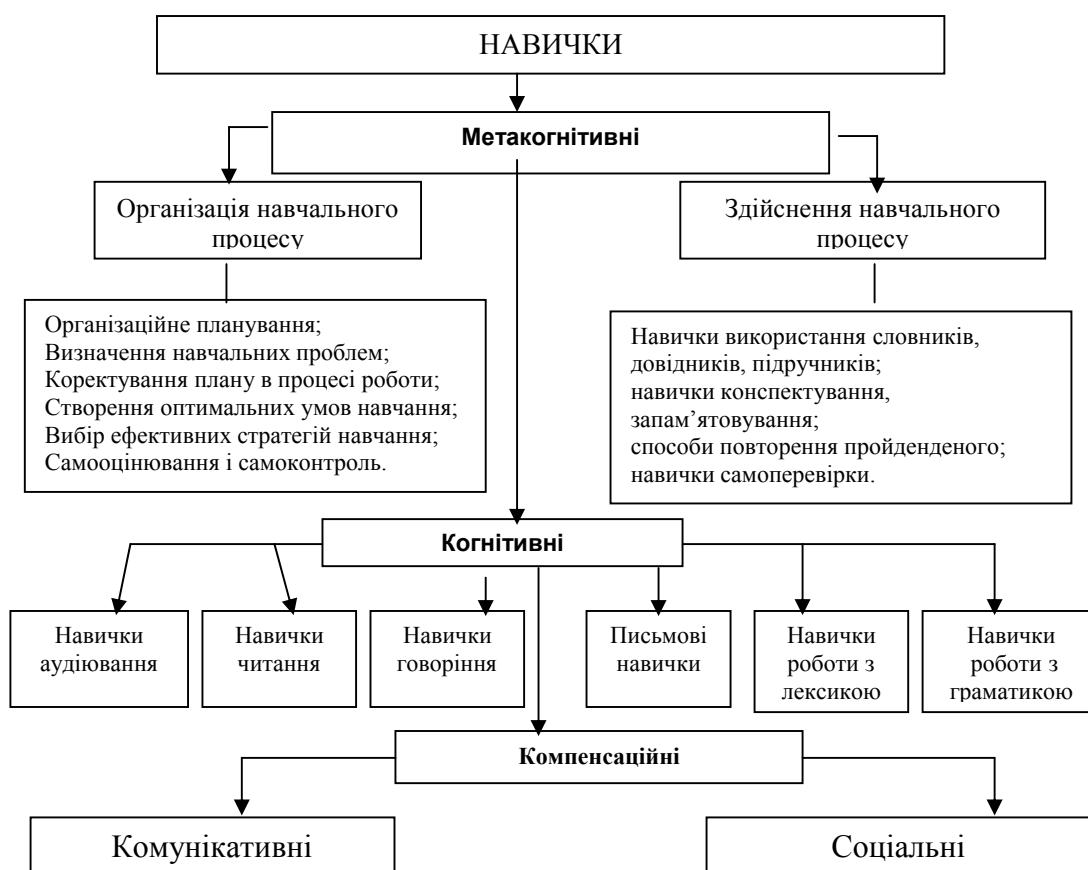 НАВИЧКИ
Метакогнітивні
Організація навчального
процесу
Здійснення навчального
процесу
Організаційне планування;
Визначення навчальних проблем;
Коректування плану в процесі роботи;
Створення оптимальних умов навчання;
Вибір ефективних стратегій навчання;
Самооцінювання і самоконтроль.
Навички використання словників,
довідників, підручників;
навички конспектування,
запам’ятовування;
способи повторення пройденденого;
навички самоперевірки.
Когнітивні
Навички
аудіювання
Навички
читання
Навички
говоріння
Письмові
навички
Навички
роботи з
лексикою
Навички
роботи з
граматикою
Компенсаційні
Комунікативні
Соціальні